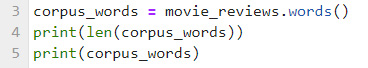 3 corpus_words = movie_reviews.words()
4 print(len(corpus_words))
5 print(corpus_words)